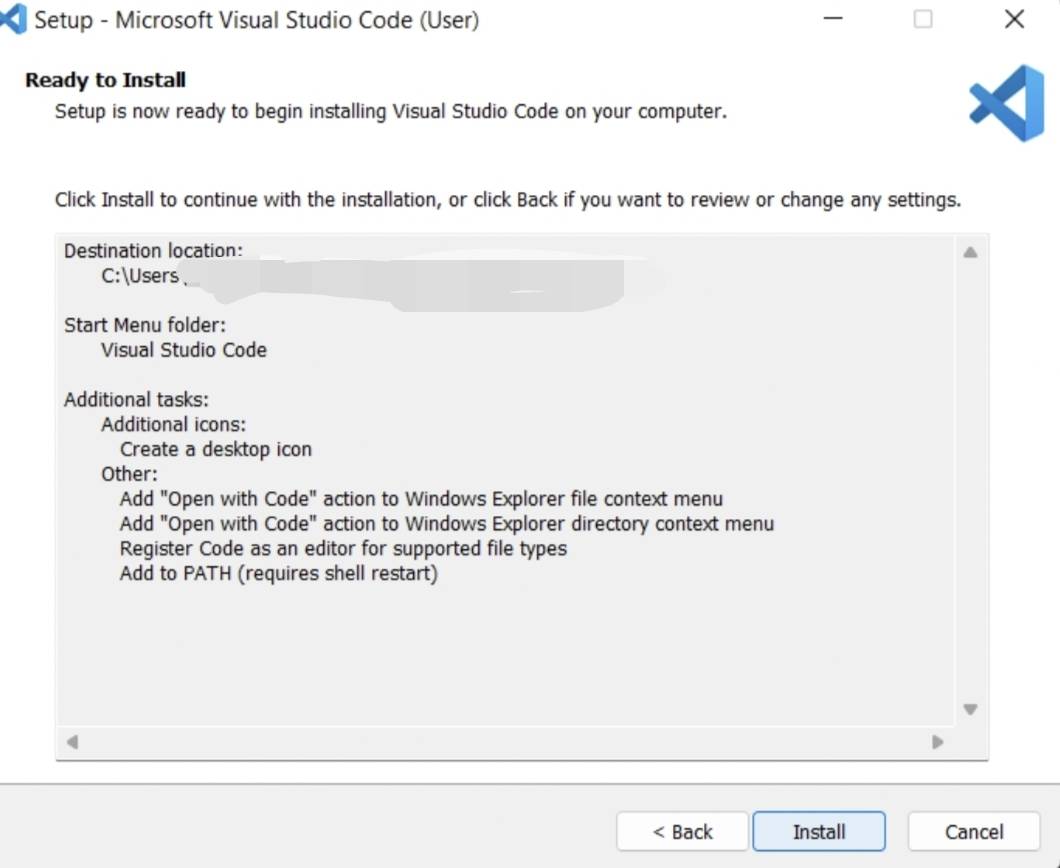 Setup - Microsoft Visual Studio Code (User)
Ready to Install
Setup is now ready to begin installing Visual Studio Code on your computer.
Click Install to continue with the installation, or click Back if you want to review or change any settings.
Destination location:
C:\Users
Start Menu folder:
Visual Studio Code
Additional tasks:
Additional icons:
Create a desktop icon
Other:
Add "Open with Code" action to Windows Explorer file context menu
Add "Open with Code" action to Windows Explorer directory context menu
Register Code as an editor for supported file types
Add to PATH (requires shell restart)
< Back
Install
Cancel